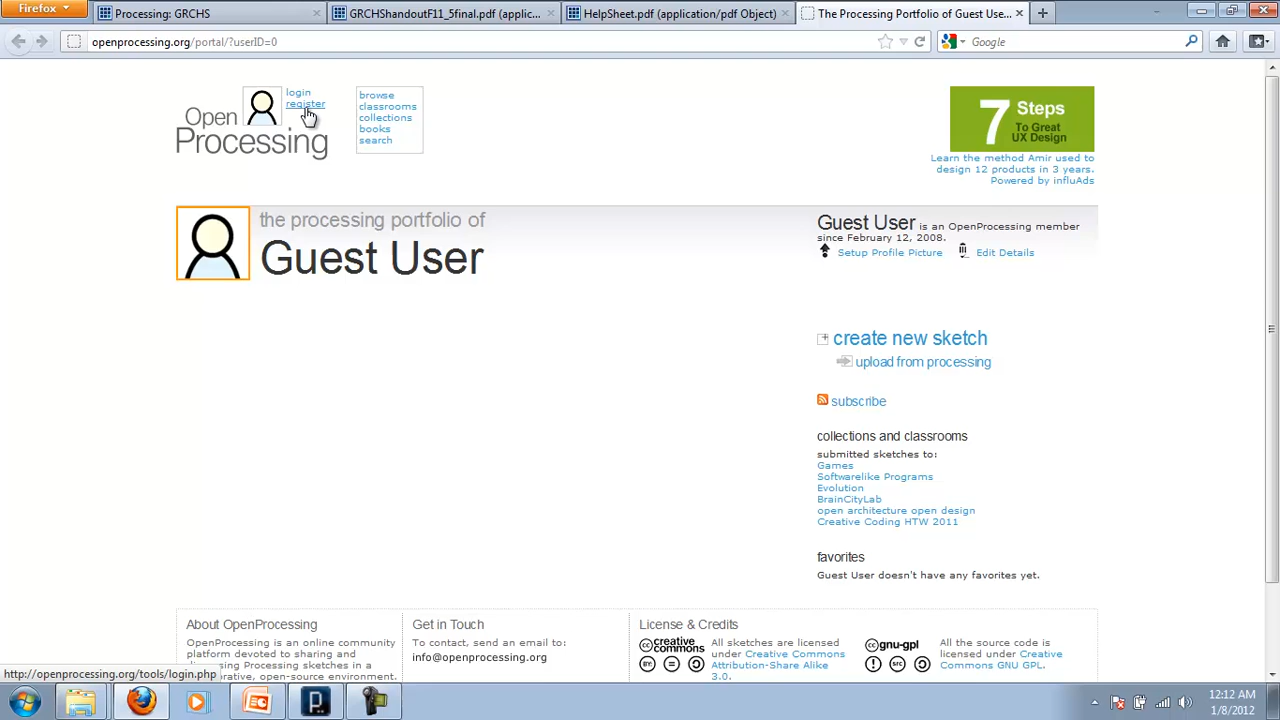 Firefox
Processing: GRCHS
GRCHShandoutF11_5final.pdf (applic...
HelpSheet.pdf (application/pdf Object)
The Processing Portfolio of Guest Use...
openprocessing.org/portal/?userID=0
Google
Open
Processing
login
register
browse
classrooms
collections
books
search
7 Steps
To Great
UX Design
Learn the method Amir used to
design 12 products in 3 years.
Powered by influAds
the processing portfolio of
Guest User
Guest User is an OpenProcessing member
since February 12, 2008.
Setup Profile Picture
Edit Details
create new sketch
upload from processing
subscribe
collections and classrooms
submitted sketches to:
Games
Softwarelike Programs
Evolution
BrainCityLab
open architecture open design
Creative Coding HTW 2011
favorites
Guest User doesn't have any favorites yet.
About OpenProcessing
OpenProcessing is an online community
platform devoted to sharing and
Processing sketches in a
open-source environment.
Get in Touch
To contact, send an email to:
info@openprocessing.org
License & Credits
creative commons
All sketches are licensed
under Creative Commons
Attribution-Share Alike
3.0.
gnu-gpl
All the source code is
licensed under Creative
Commons GNU GPL.
http://openprocessing.org/tools/login.php
12:12 AM
1/8/2012